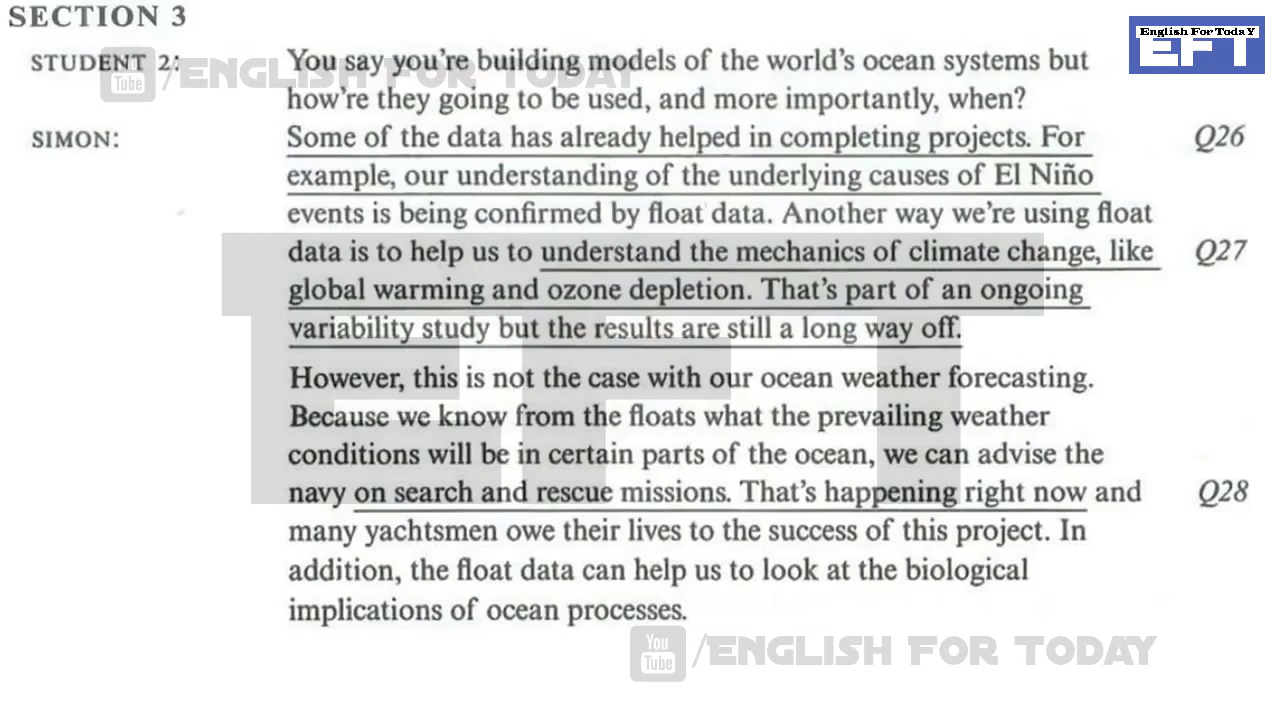 SECTION 3
English For TodaY
EFT
STUDENT 2: You say you're building models of the world's ocean systems but
You Tube /ENGLISH FOR TODAY
how're they going to be used, and more importantly, when?
SIMON: Some of the data has already helped in completing projects. For Q26
example, our understanding of the underlying causes of El Niño
events is being confirmed by float data. Another way we're using float
data is to help us to understand the mechanics of climate change, like Q27
global warming and ozone depletion. That's part of an ongoing
variability study but the results are still a long way off.
EFT
However, this is not the case with our ocean weather forecasting.
Because we know from the floats what the prevailing weather
conditions will be in certain parts of the ocean, we can advise the
navy on search and rescue missions. That's happening right now and Q28
many yachtsmen owe their lives to the success of this project. In
addition, the float data can help us to look at the biological
implications of ocean processes.
You Tube /ENGLISH FOR TODAY